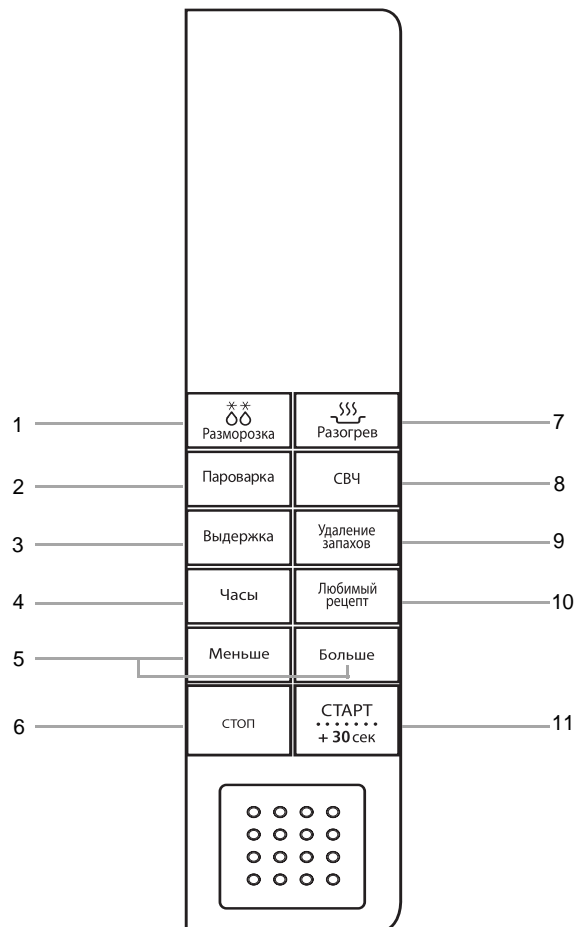 1
Разморозка
Разогрев
7
2
Пароварка
СВЧ
8
3
Выдержка
Удаление
запахов
9
4
Часы
Любимый
рецепт
10
5
Меньше
Больше
6
СТОП
СТАРТ
+ 30 сек
11